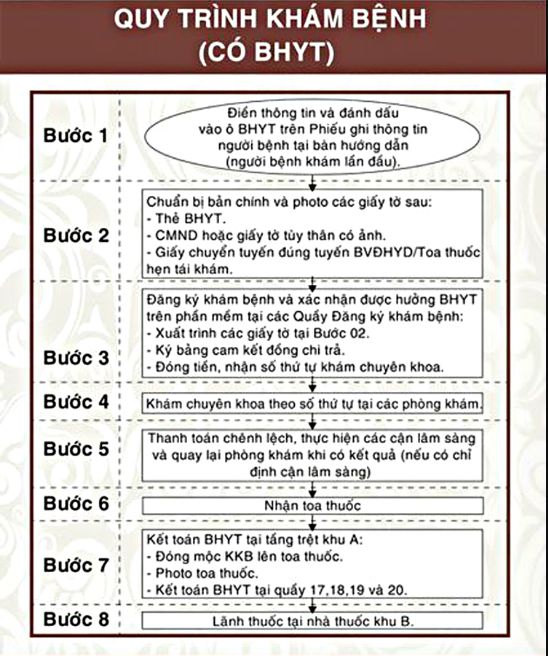 QUY TRÌNH KHÁM BỆNH
(CÓ BHYT)
Bước 1
Điền thông tin và đánh dấu
vào ô BHYT trên Phiếu ghi thông tin
người bệnh tại bàn hướng dẫn
(người bệnh khám lần đầu).
Bước 2
Chuẩn bị bản chính và photo các giấy tờ sau:
- Thẻ BHYT.
- CMND hoặc giấy tờ tùy thân có ảnh.
- Giấy chuyển tuyến đúng tuyến BVĐHYD/Toa thuốc
hẹn tái khám.
Bước 3
Đăng ký khám bệnh và xác nhận được hưởng BHYT
trên phần mềm tại các Quầy Đăng ký khám bệnh:
- Xuất trình các giấy tờ tại Bước 02.
- Ký bảng cam kết đồng chi trả.
- Đóng tiền, nhận số thứ tự khám chuyên khoa.
Bước 4
Khám chuyên khoa theo số thứ tự tại các phòng khám.
Bước 5
Thanh toán chênh lệch, thực hiện các cận lâm sàng
và quay lại phòng khám khi có kết quả (nếu có chỉ
định cận lâm sàng)
Bước 6
Nhận toa thuốc
Bước 7
Kết toán BHYT tại tầng trệt khu A:
- Đóng mộc KKB lên toa thuốc.
- Photo toa thuốc.
- Kết toán BHYT tại quầy 17,18,19 và 20.
Bước 8
Lãnh thuốc tại nhà thuốc khu B.